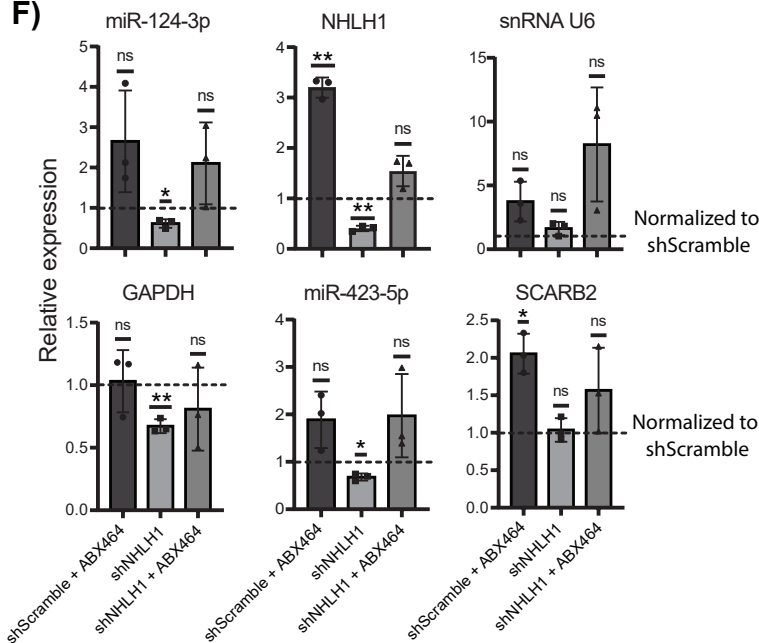 F)
miR-124-3p
NHLH1
snRNA U6
5
4
3
2
1
0
ns
*
ns
4
3
2
1
0
**
**
ns
15
10
5
0
ns
ns
ns
Relative expression
Normalized to
shScramble
GAPDH
miR-423-5p
SCARB2
1.5
1.0
0.5
0.0
ns
**
ns
4
3
2
1
0
ns
*
ns
2.5
2.0
1.5
1.0
0.5
0.0
*
ns
ns
Normalized to
shScramble
shScramble + ABX464
shNHLH1
shNHLH1 + ABX464
shScramble + ABX464
shNHLH1
shNHLH1 + ABX464
shScramble + ABX464
shNHLH1
shNHLH1 + ABX464